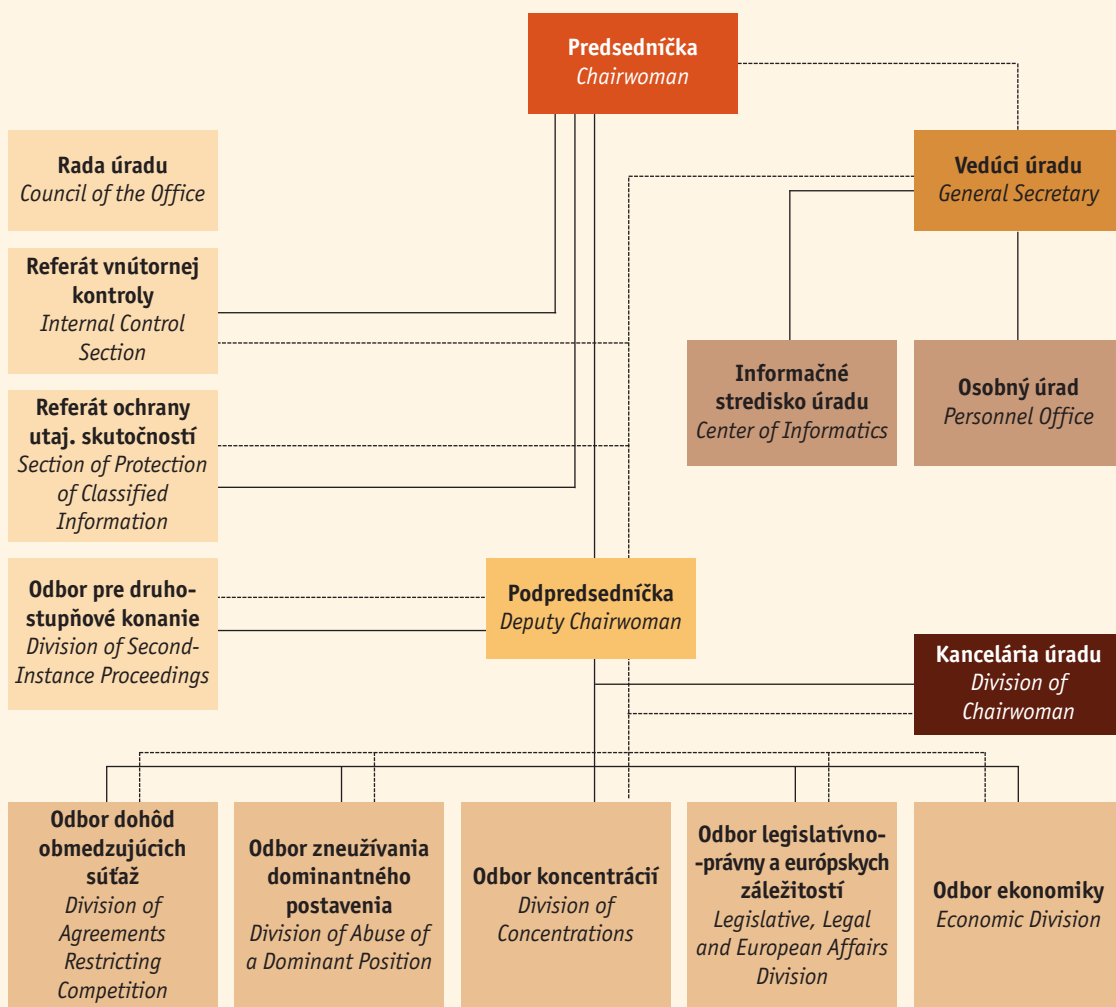 Predsedníčka
Chairwoman
Rada úradu
Council of the Office
Vedúci úradu
General Secretary
Referát vnútornej
kontroly
Internal Control
Section
Informačné
stredisko úradu
Center of Informatics
Osobný úrad
Personnel Office
Referát ochrany
utaj. skutočností
Section of Protection
of Classified
Information
Odbor pre druho-
stupňové konanie
Division of Second-
Instance Proceedings
Podpredsedníčka
Deputy Chairwoman
Kancelária úradu
Division of
Chairwoman
Odbor dohôd
obmedzujúcich
súťaž
Division of
Agreements
Restricting
Competition
Odbor zneužívania
dominantného
postavenia
Division of Abuse of
a Dominant Position
Odbor koncentrácií
Division of
Concentrations
Odbor legislatívno-
-právny a európskych
záležitostí
Legislative, Legal
and European Affairs
Division
Odbor ekonomiky
Economic Division